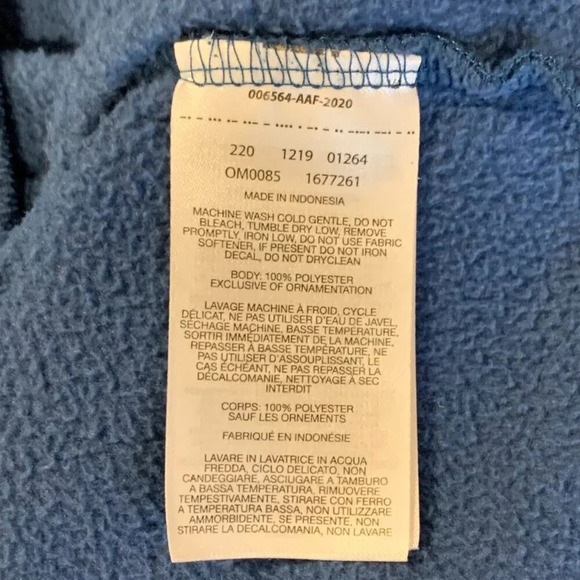 006564-AAF-2020
220 1219 01264
OM0085 1677261
MADE IN INDONESIA
MACHINE WASH COLD GENTLE, DO NOT
BLEACH, TUMBLE DRY LOW, REMOVE
PROMPTLY, IRON LOW, DO NOT USE FABRIC
SOFTENER, IF PRESENT DO NOT IRON
DECAL, DO NOT DRYCLEAN
BODY: 100% POLYESTER
EXCLUSIVE OF ORNAMENTATION
LAVAGE MACHINE À FROID, CYCLE
DÉLICAT, NE PAS UTILISER D'EAU DE JAVEL,
SÉCHAGE MACHINE, BASSE TEMPÉRATURE,
SORTIR IMMÉDIATEMENT DE LA MACHINE,
REPASSER À BASSE TEMPÉRATURE, NE
PAS UTILISER D'ASSOUPLISSANT, LE
CAS ÉCHÉANT, NE PAS REPASSER LA
DÉCALCOMANIE, NETTOYAGE A SEC
INTERDIT
CORPS: 100% POLYESTER
SAUF LES ORNEMENTS
FABRIQUÉ EN INDONÉSIE
LAVARE IN LAVATRICE IN ACQUA
FREDDA, CICLO DELICATO, NON
CANDEGGIARE, ASCIUGARE A TAMBURO
A BASSA TEMPERATURA, RIMUOVERE
TEMPESTIVAMENTE, STIRARE CON FERRO
A TEMPERATURA BASSA, NON UTILIZZARE
AMMORBIDENTE, SE PRESENTE, NON
STIRARE LA DECALCOMANIA, NON LAVARE